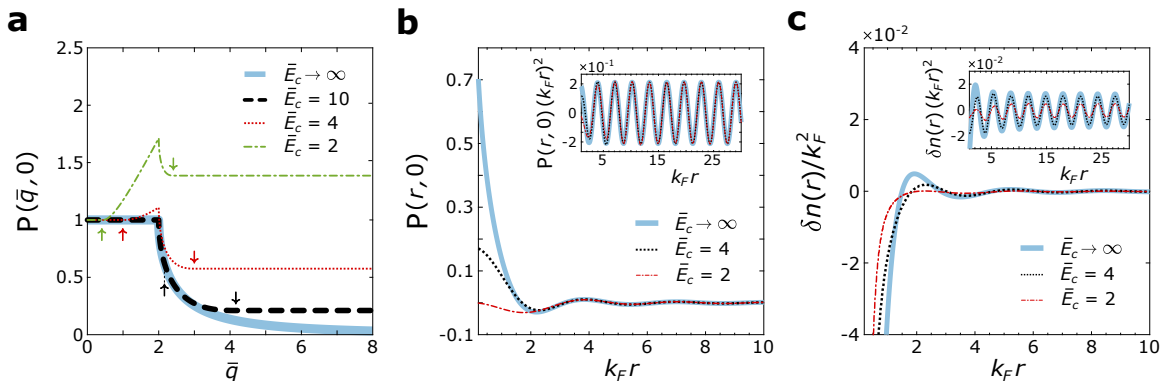 a
2.5
2
1.5
1
0.5
0
P(q̄, 0)
Ē_c → ∞
Ē_c = 10
Ē_c = 4
Ē_c = 2
0 2 4 6 8
q̄
b
0.7
0.5
0.3
0.1
-0.1
P(r, 0)
×10⁻¹
2
0
-2
P(r, 0)(k_F r)²
5 15 25
k_F r
Ē_c → ∞
Ē_c = 4
Ē_c = 2
2 4 6 8 10
k_F r
c
×10⁻²
4
2
0
-2
-4
δn(r)/k_F²
×10⁻²
2
0
-2
δn(r)(k_F r)²
5 15 25
k_F r
Ē_c → ∞
Ē_c = 4
Ē_c = 2
0 2 4 6 8 10
k_F r